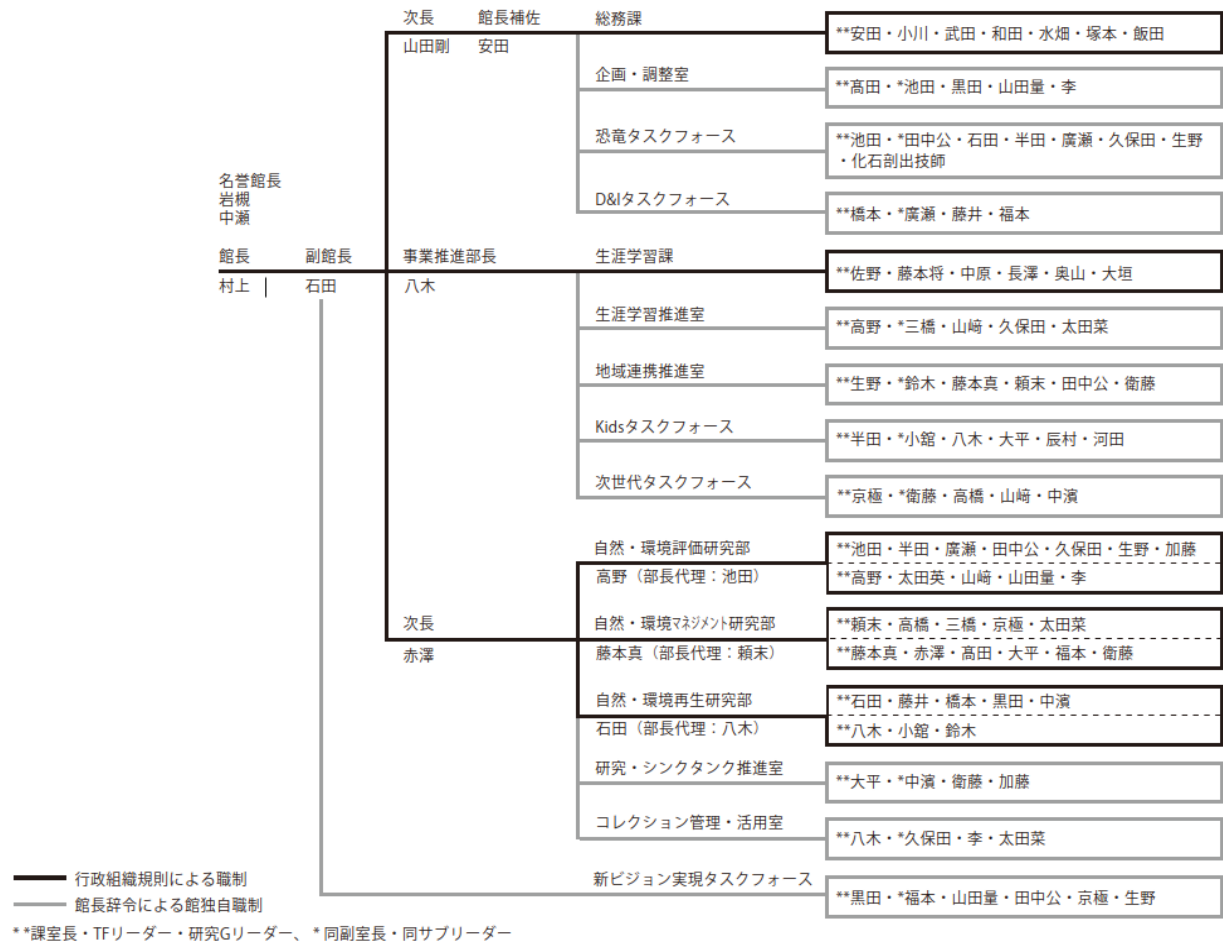 次長 館長補佐 総務課
山田剛 安田
**安田・小川・武田・和田・水畑・塚本・飯田
企画・調整室
**髙田・*池田・黒田・山田量・李
恐竜タスクフォース
**池田・*田中公・石田・半田・廣瀬・久保田・生野
・化石剖出技師
D&Iタスクフォース
**橋本・*廣瀬・藤井・福本
名誉館長
岩槻
中瀬
館長 副館長 事業推進部長 生涯学習課
村上 石田 八木
**佐野・藤本将・中原・長澤・奥山・大垣
生涯学習推進室
**高野・*三橋・山﨑・久保田・太田菜
地域連携推進室
**生野・*鈴木・藤本真・頼末・田中公・衛藤
Kidsタスクフォース
**半田・*小舘・八木・大平・辰村・河田
次世代タスクフォース
**京極・*衛藤・高橋・山﨑・中濱
次長
赤澤
自然・環境評価研究部
高野（部長代理：池田）
**池田・半田・廣瀬・田中公・久保田・生野・加藤
**高野・太田英・山﨑・山田量・李
自然・環境マネジメント研究部
藤本真（部長代理：頼末）
**頼末・高橋・三橋・京極・太田菜
**藤本真・赤澤・髙田・大平・福本・衛藤
自然・環境再生研究部
石田（部長代理：八木）
**石田・藤井・橋本・黒田・中濱
**八木・小舘・鈴木
研究・シンクタンク推進室
**大平・*中濱・衛藤・加藤
コレクション管理・活用室
**八木・*久保田・李・太田菜
新ビジョン実現タスクフォース
**黒田・*福本・山田量・田中公・京極・生野
行政組織規則による職制
館長辞令による館独自職制
**課室長・TFリーダー・研究Gリーダー、*同副室長・同サブリーダー